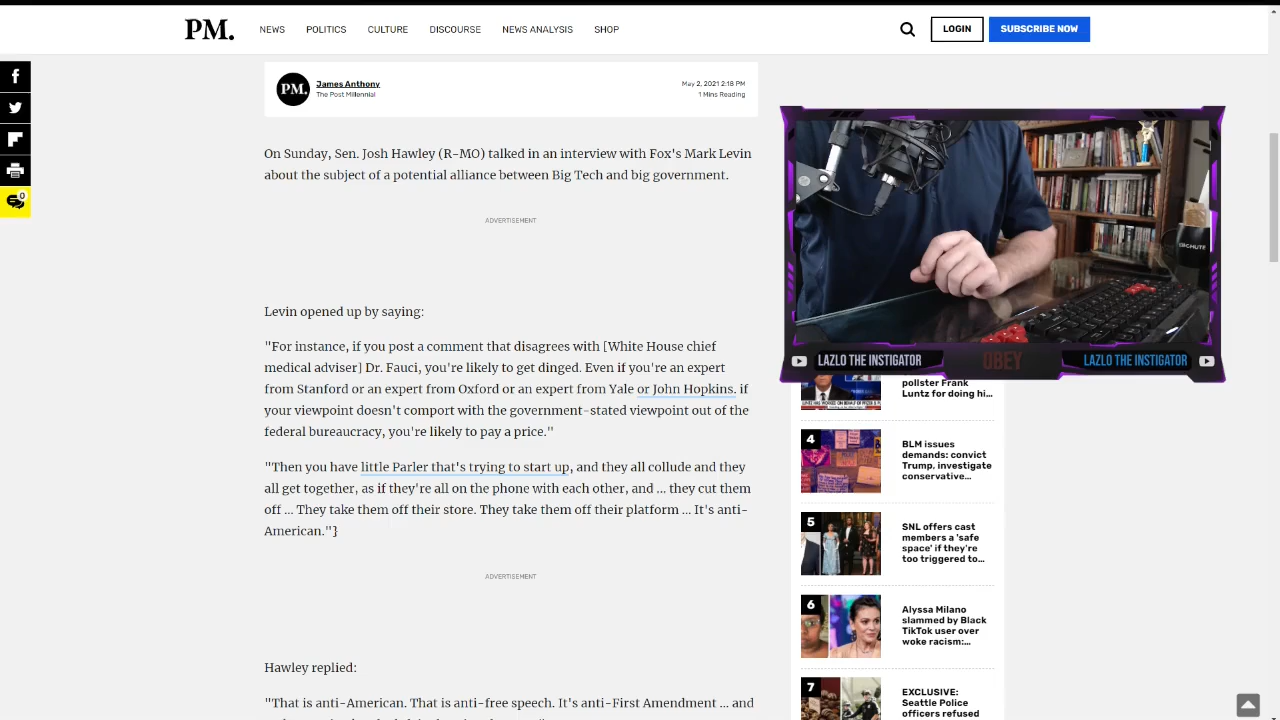 PM.
NEWS
POLITICS
CULTURE
DISCOURSE
NEWS ANALYSIS
SHOP
LOGIN
SUBSCRIBE NOW
0
PM.
James Anthony
The Post Millennial
May 2, 2021 2:18 PM
1 Mins Reading
On Sunday, Sen. Josh Hawley (R-MO) talked in an interview with Fox's Mark Levin
about the subject of a potential alliance between Big Tech and big government.
ADVERTISEMENT
Levin opened up by saying:
"For instance, if you post a comment that disagrees with [White House chief
medical adviser] Dr. Fauci, you're likely to get dinged. Even if you're an expert
from Stanford or an expert from Oxford or an expert from Yale or John Hopkins. if
your viewpoint doesn't comport with the government-stated viewpoint out of the
federal bureaucracy, you're likely to pay a price."
"Then you have little Parler that's trying to start up, and they all collude and they
all get together, as if they're all on the phone with each other, and ... they cut them
off ... They take them off their store. They take them off their platform ... It's anti-
American."}
ADVERTISEMENT
Hawley replied:
"That is anti-American. That is anti-free speech. It's anti-First Amendment ... and
LAZLO THE INSTIGATOR
OBEY
LAZLO THE INSTIGATOR
pollster Frank
Luntz for doing hi...
4
BLM issues
demands: convict
Trump, investigate
conservative...
5
SNL offers cast
members a 'safe
space' if they're
too triggered to...
6
Alyssa Milano
slammed by Black
TikTok user over
woke racism:...
7
EXCLUSIVE:
Seattle Police
officers refused